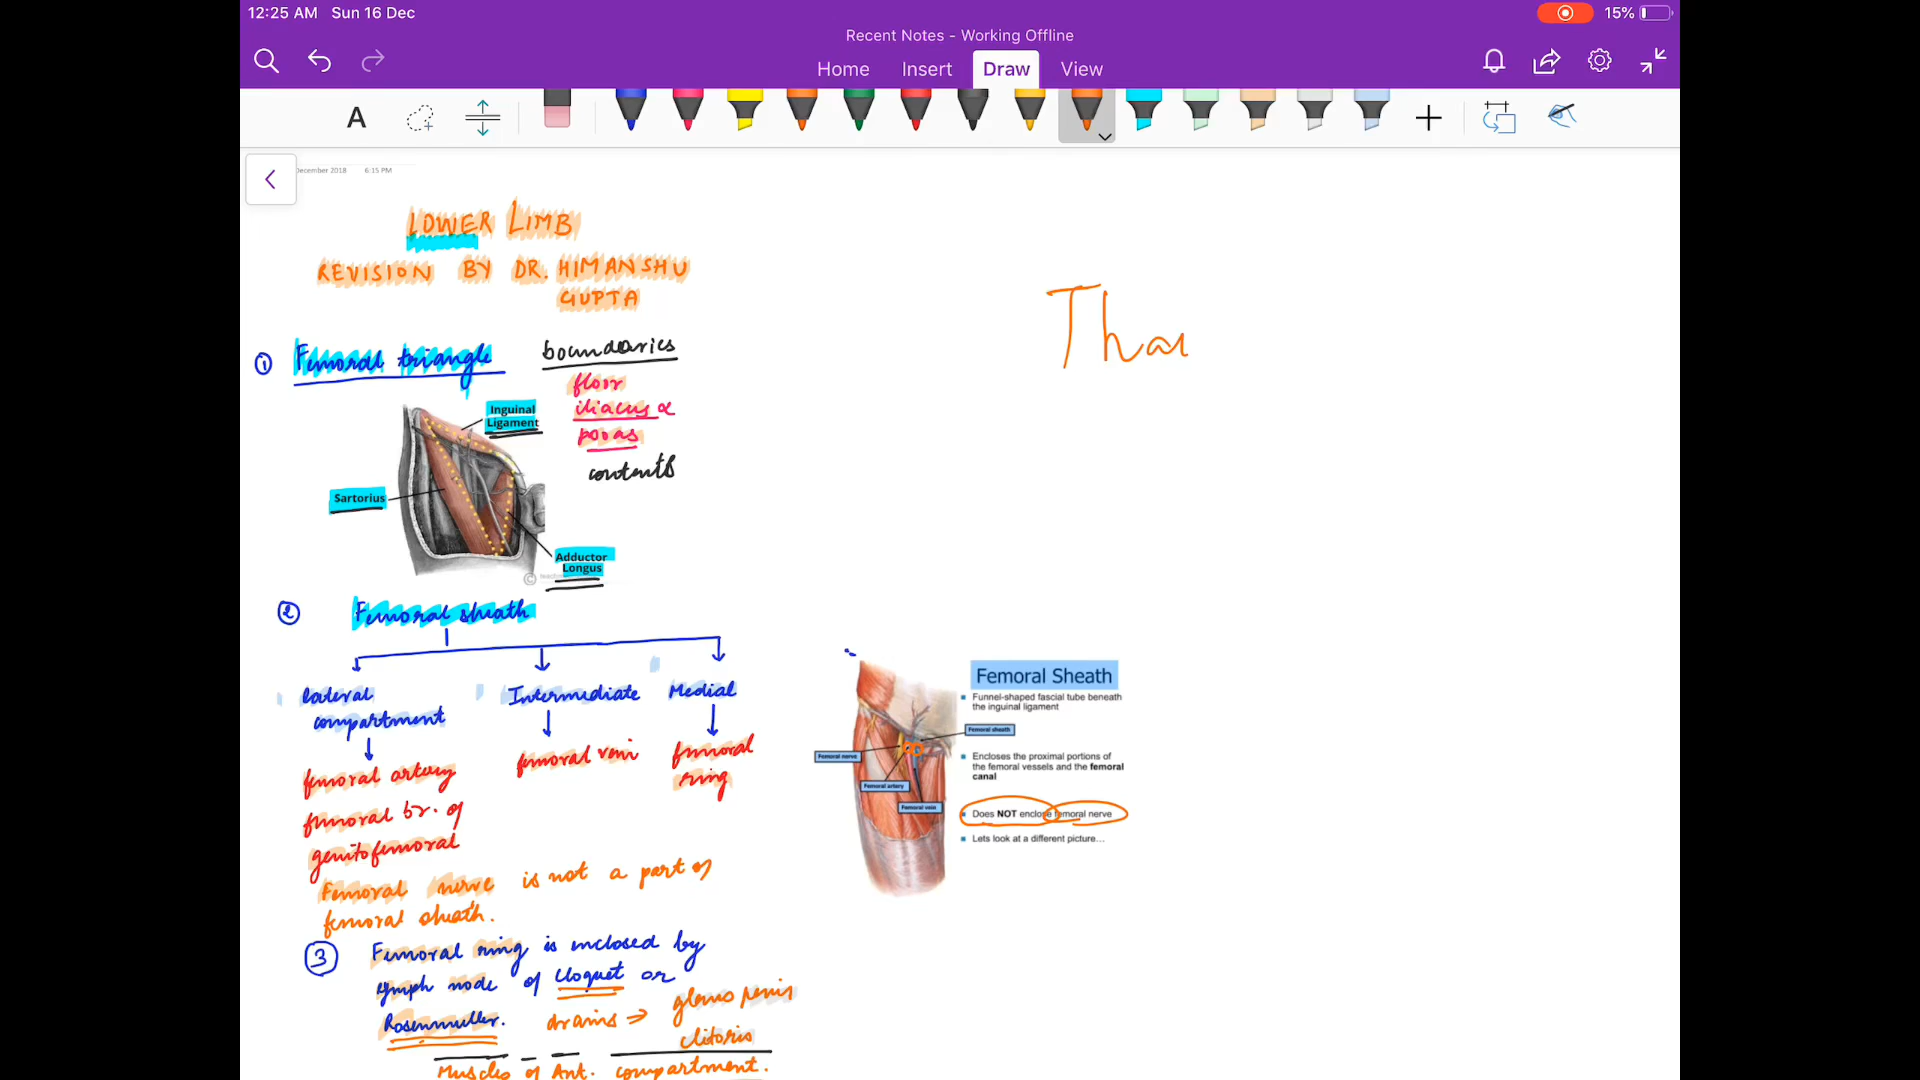 12:25 AM Sun 16 Dec
15%
Recent Notes - Working Offline
Home Insert Draw View
A
December 2018 6:15 PM
LOWER LIMB
REVISION BY DR. HIMANSHU
GUPTA
Tha
① Femoral triangle
boundaries
floor
iliacus &
psoas
contents
Inguinal
Ligament
Sartorius
Adductor
Longus
② Femoral sheath
lateral
compartment
Intermediate
Medial
femoral artery
femoral br. of
genitofemoral
femoral vein
femoral
ring
Femoral nerve is not a part of
femoral sheath.
Femoral Sheath
Funnel-shaped fascial tube beneath
the inguinal ligament
Femoral sheath
Femoral nerve
Encloses the proximal portions of
the femoral vessels and the femoral
canal
Femoral artery
Femoral vein
Does NOT enclose femoral nerve
Lets look at a different picture...
③ Femoral ring is enclosed by
lymph node of Cloquet or
Rosenmuller.
drains ⇒ glans penis
clitoris
Muscles of Ant. compartment.